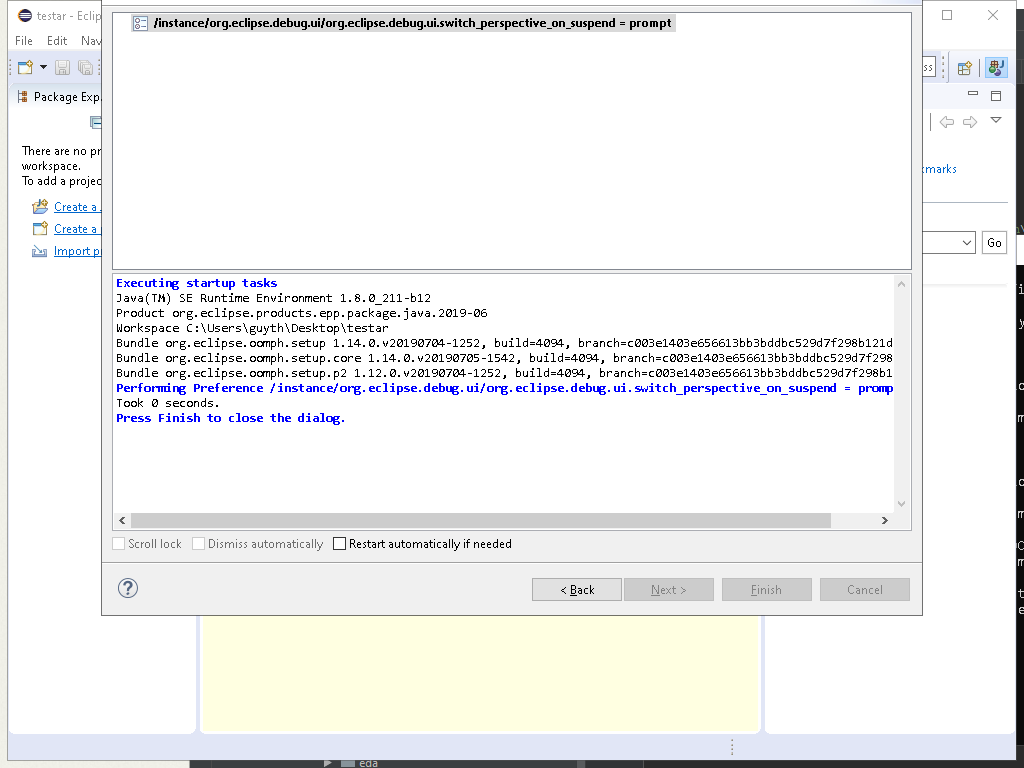 testar - Eclip
/instance/org.eclipse.debug.ui/org.eclipse.debug.ui.switch_perspective_on_suspend = prompt
File Edit Nav
ss
Package Exp
There are no pr
workspace.
To add a projec
Create a
Create a
Import p
kmarks
Go
Executing startup tasks
Java(TM) SE Runtime Environment 1.8.0_211-b12
Product org.eclipse.products.epp.package.java.2019-06
Workspace C:\Users\guyth\Desktop\testar
Bundle org.eclipse.oomph.setup 1.14.0.v20190704-1252, build=4094, branch=c003e1403e656613bb3bddbc529d7f298b121d
Bundle org.eclipse.oomph.setup.core 1.14.0.v20190705-1542, build=4094, branch=c003e1403e656613bb3bddbc529d7f298
Bundle org.eclipse.oomph.setup.p2 1.12.0.v20190704-1252, build=4094, branch=c003e1403e656613bb3bddbc529d7f298b1
Performing Preference /instance/org.eclipse.debug.ui/org.eclipse.debug.ui.switch_perspective_on_suspend = promp
Took 0 seconds.
Press Finish to close the dialog.
Scroll lock Dismiss automatically Restart automatically if needed
? < Back Next > Finish Cancel
eda